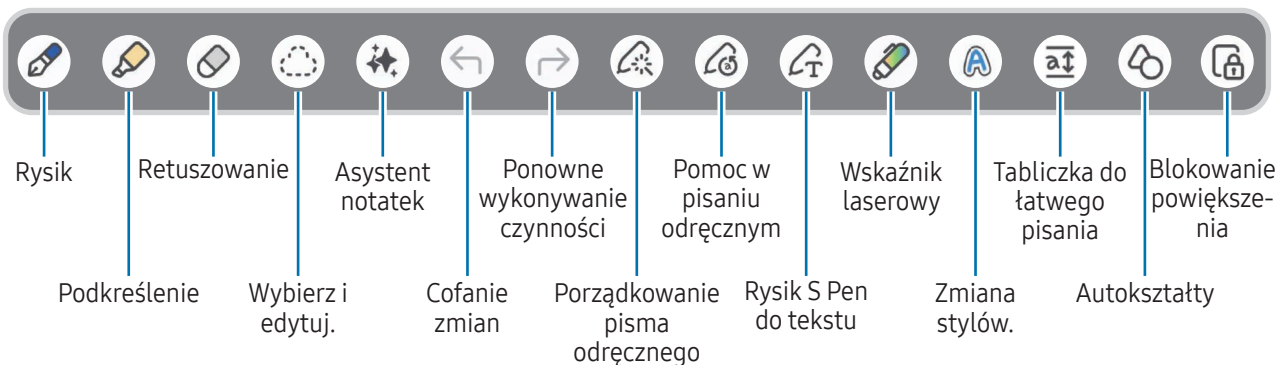 Rysik
Retuszowanie
Asystent
notatek
Ponowne
wykonywanie
czynności
Pomoc w
pisaniu
odręcznym
Wskaźnik
laserowy
Tabliczka do
łatwego
pisania
Blokowanie
powiększe-
nia
Podkreślenie
Wybierz i
edytuj.
Cofanie
zmian
Porządkowanie
pisma
odręcznego
Rysik S Pen
do tekstu
Zmiana
stylów.
Autokształty